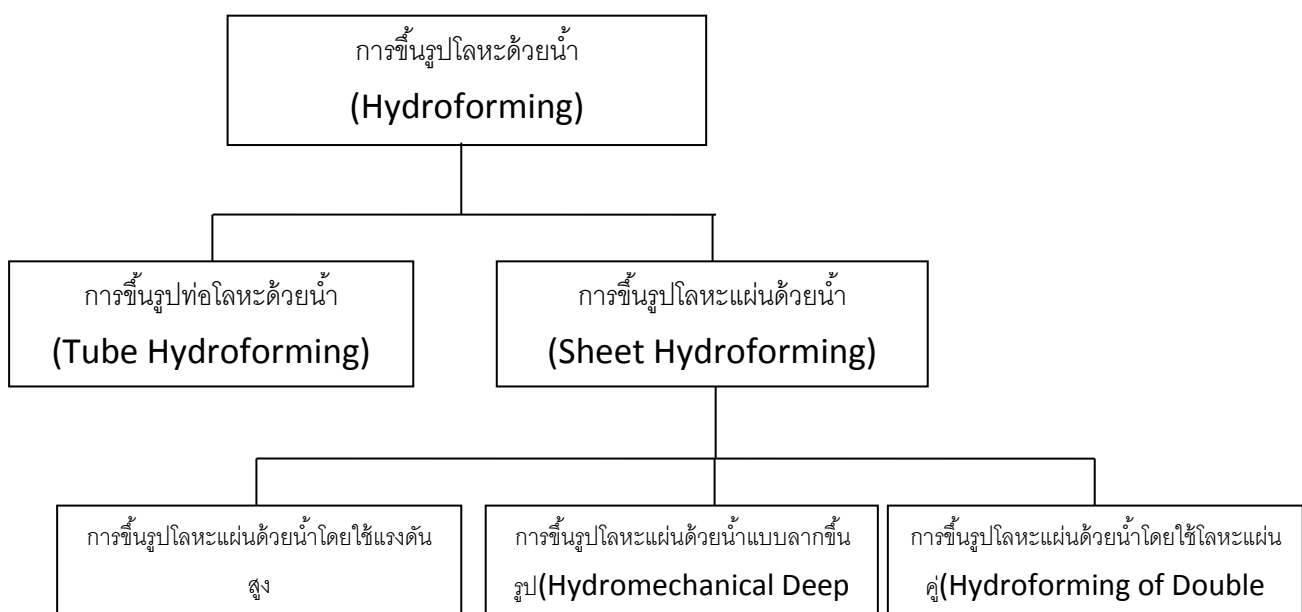 การขึ้นรูปโลหะด้วยน้ำ
(Hydroforming)
การขึ้นรูปท่อโลหะด้วยน้ำ
(Tube Hydroforming)
การขึ้นรูปโลหะแผ่นด้วยน้ำ
(Sheet Hydroforming)
การขึ้นรูปโลหะแผ่นด้วยน้ำโดยใช้แรงดัน
สูง
การขึ้นรูปโลหะแผ่นด้วยน้ำแบบลากขึ้น
รูป(Hydromechanical Deep
การขึ้นรูปโลหะแผ่นด้วยน้ำโดยใช้โลหะแผ่น
คู่(Hydroforming of Double